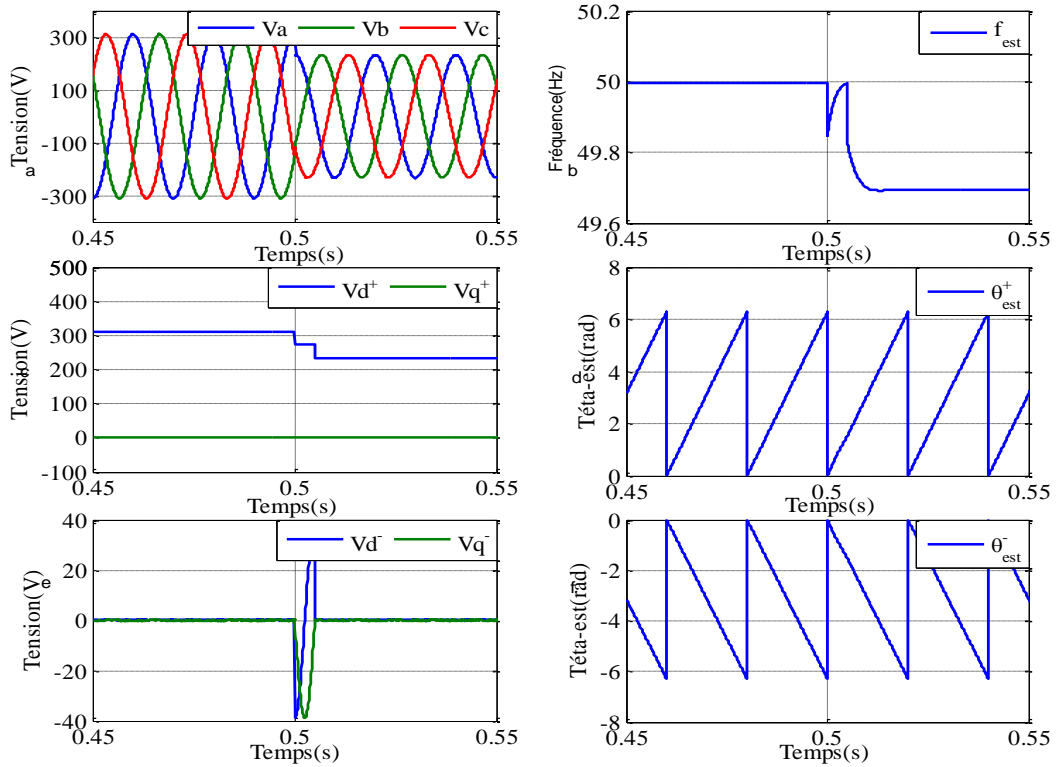 Va Vb Vc
300
100
-100
-300
0.45 0.5 0.55
Temps(s)
Tension(V)
a
f est
50.2
50
49.8
49.6
0.45 0.5 0.55
Temps(s)
Fréquence(Hz)
b
Vd+ Vq+
500
400
300
200
100
0
-100
0.45 0.5 0.55
Temps(s)
Tension(V)
θ+est
8
6
4
2
0
0.45 0.5 0.55
Temps(s)
Téta-est(rad)
d
Vd- Vq-
40
20
0
-20
-40
0.45 0.5 0.55
Temps(s)
Tension(V)
e
θ-est
0
-2
-4
-6
-8
0.45 0.5 0.55
Temps(s)
Téta-est(rad)